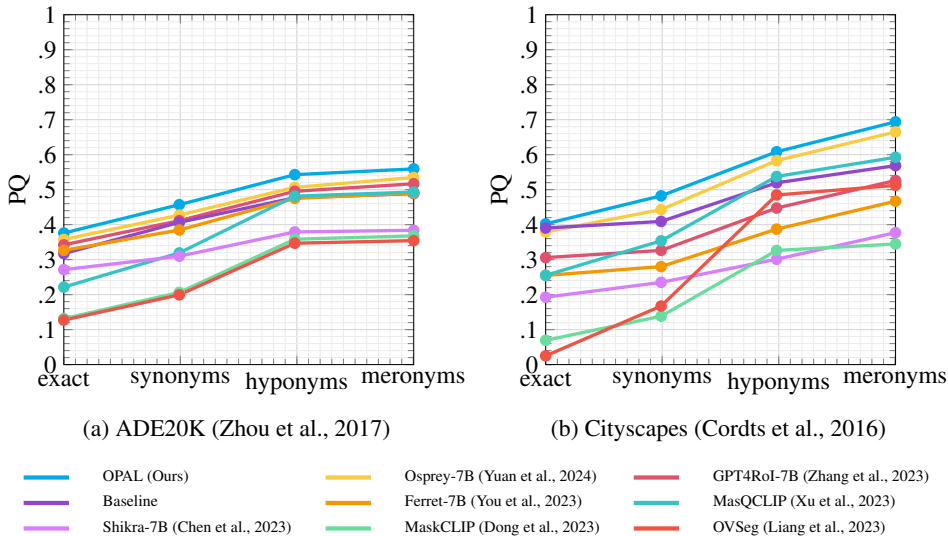 1
.9
.8
.7
.6
.5
.4
.3
.2
.1
0
PQ
exact synonyms hyponyms meronyms
(a) ADE20K (Zhou et al., 2017)
1
.9
.8
.7
.6
.5
.4
.3
.2
.1
0
PQ
exact synonyms hyponyms meronyms
(b) Cityscapes (Cordts et al., 2016)
OPAL (Ours) Osprey-7B (Yuan et al., 2024) GPT4RoI-7B (Zhang et al., 2023)
Baseline Ferret-7B (You et al., 2023) MasQCLIP (Xu et al., 2023)
Shikra-7B (Chen et al., 2023) MaskCLIP (Dong et al., 2023) OVSeg (Liang et al., 2023)